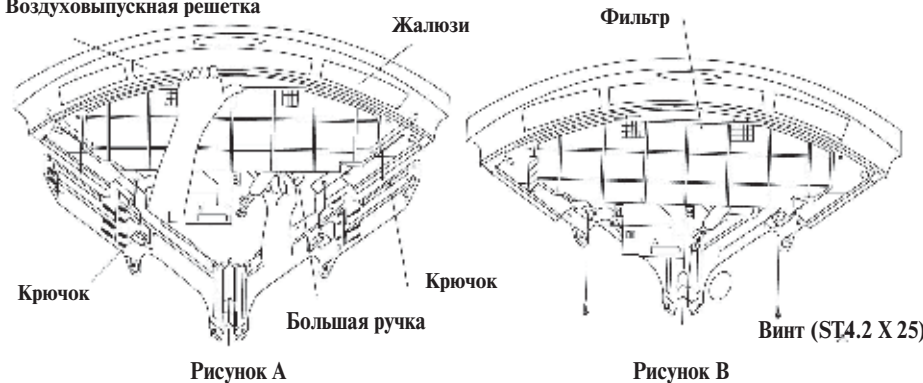 Воздуховыпускная решетка
Жалюзи
Фильтр
Крючок
Большая ручка
Крючок
Винт (ST4.2 X 25)
Рисунок A
Рисунок B